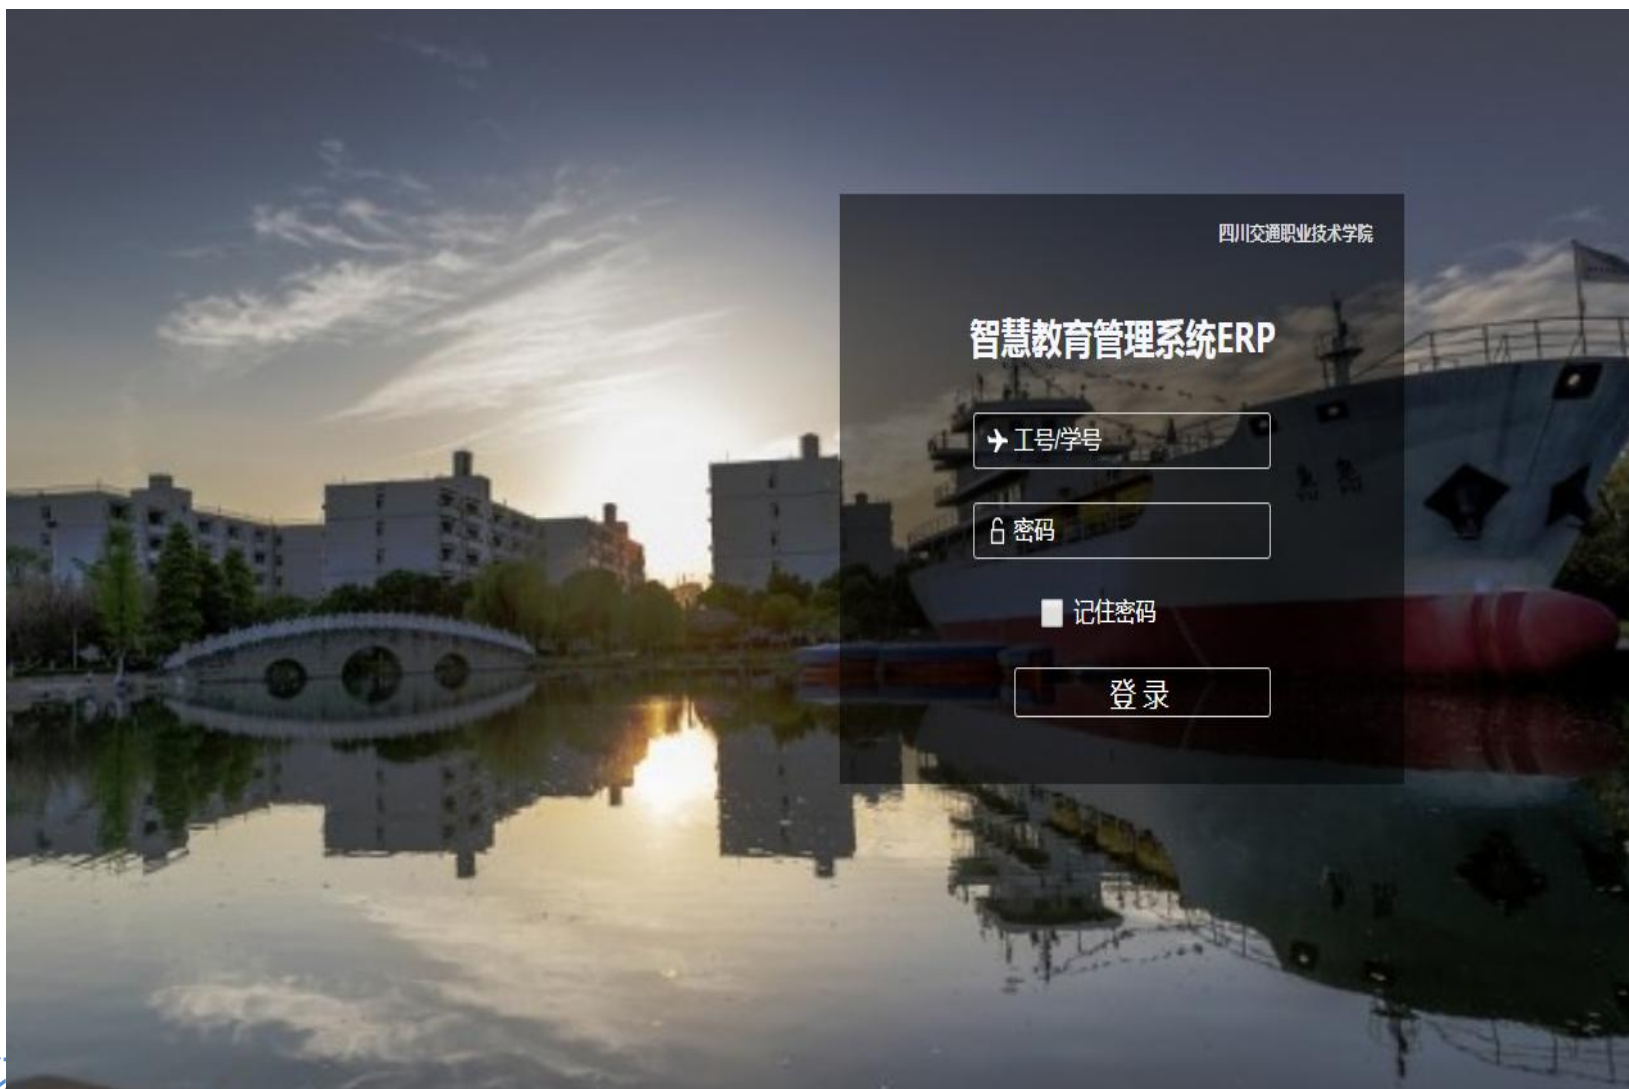 四川交通职业技术学院
智慧教育管理系统ERP
工号/学号
密码
记住密码
登录